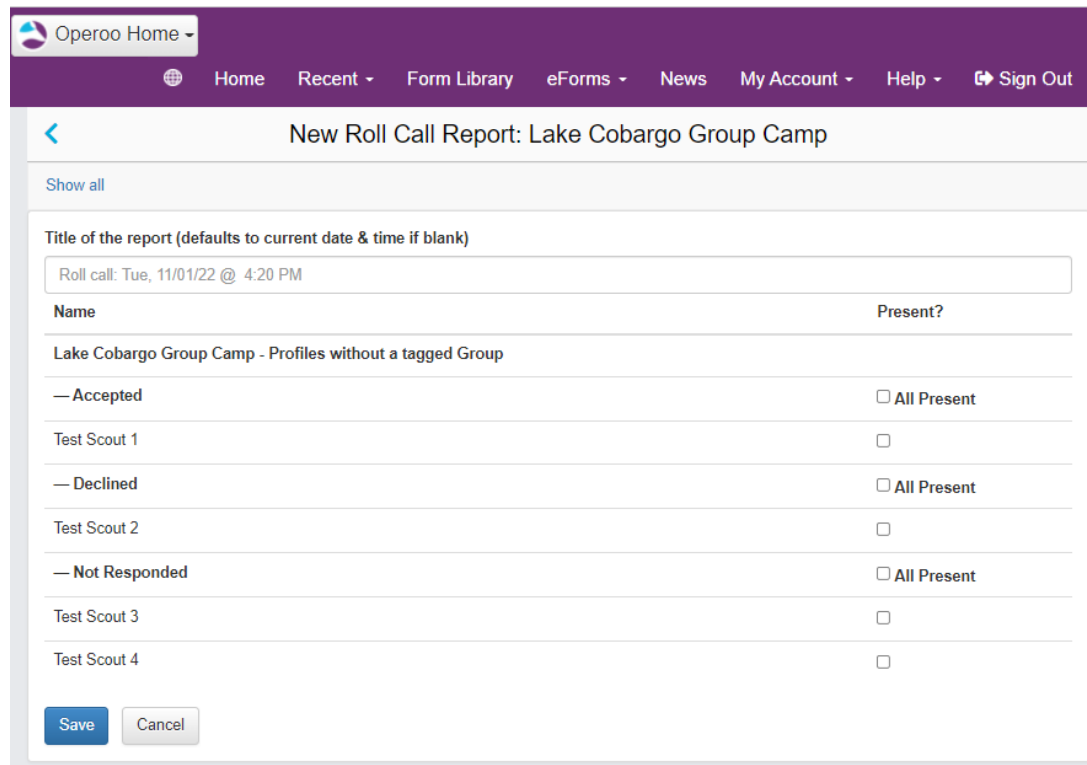 Operoo Home
Home Recent Form Library eForms News My Account Help Sign Out
New Roll Call Report: Lake Cobargo Group Camp
Show all
Title of the report (defaults to current date & time if blank)
Roll call: Tue, 11/01/22 @ 4:20 PM
Name Present?
Lake Cobargo Group Camp - Profiles without a tagged Group
— Accepted All Present
Test Scout 1
— Declined All Present
Test Scout 2
— Not Responded All Present
Test Scout 3
Test Scout 4
Save Cancel